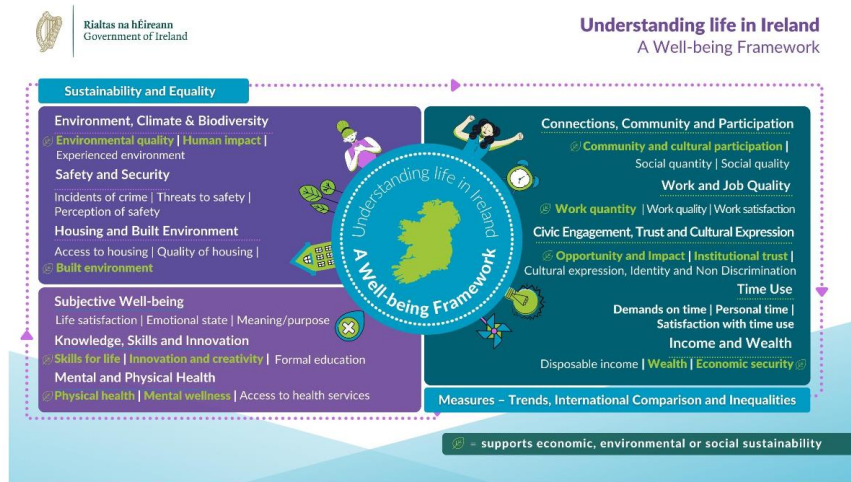 Rialtas na hÉireann
Government of Ireland
Understanding life in Ireland
A Well-being Framework
Sustainability and Equality
Environment, Climate & Biodiversity
Environmental quality | Human impact |
Experienced environment
Safety and Security
Incidents of crime | Threats to safety |
Perception of safety
Housing and Built Environment
Access to housing | Quality of housing |
Built environment
Subjective Well-being
Life satisfaction | Emotional state | Meaning/purpose
Knowledge, Skills and Innovation
Skills for life | Innovation and creativity | Formal education
Mental and Physical Health
Physical health | Mental wellness | Access to health services
Understanding life in Ireland
A Well-being Framework
Connections, Community and Participation
Community and cultural participation |
Social quantity | Social quality
Work and Job Quality
Work quantity | Work quality | Work satisfaction
Civic Engagement, Trust and Cultural Expression
Opportunity and Impact | Institutional trust |
Cultural expression, Identity and Non Discrimination
Time Use
Demands on time | Personal time |
Satisfaction with time use
Income and Wealth
Disposable income | Wealth | Economic security
Measures – Trends, International Comparison and Inequalities
= supports economic, environmental or social sustainability